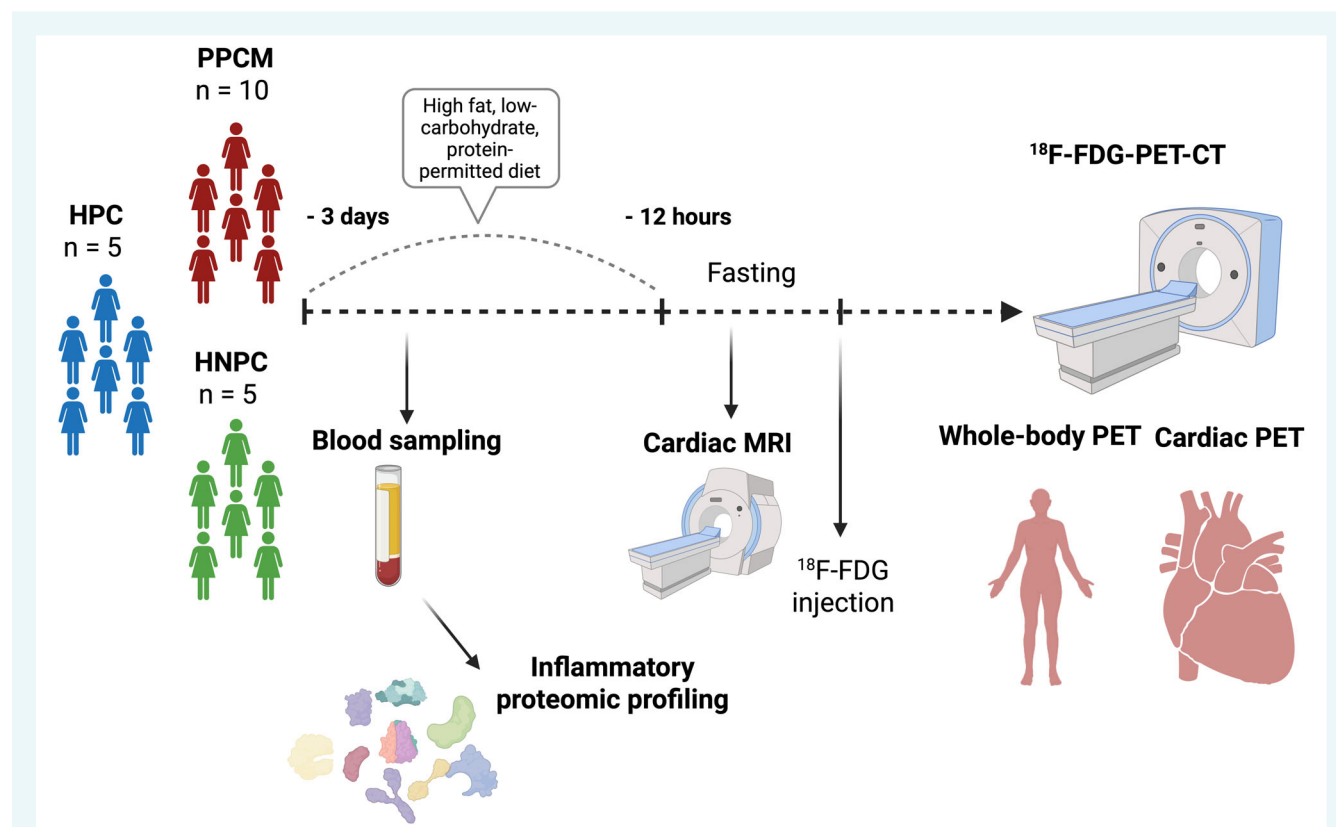 PPCM
n = 10
HPC
n = 5
HNPC
n = 5
High fat, low-
carbohydrate,
protein-
permitted diet
- 3 days
- 12 hours
Fasting
¹⁸F-FDG-PET-CT
Blood sampling
Cardiac MRI
¹⁸F-FDG
injection
Whole-body PET
Cardiac PET
Inflammatory
proteomic profiling